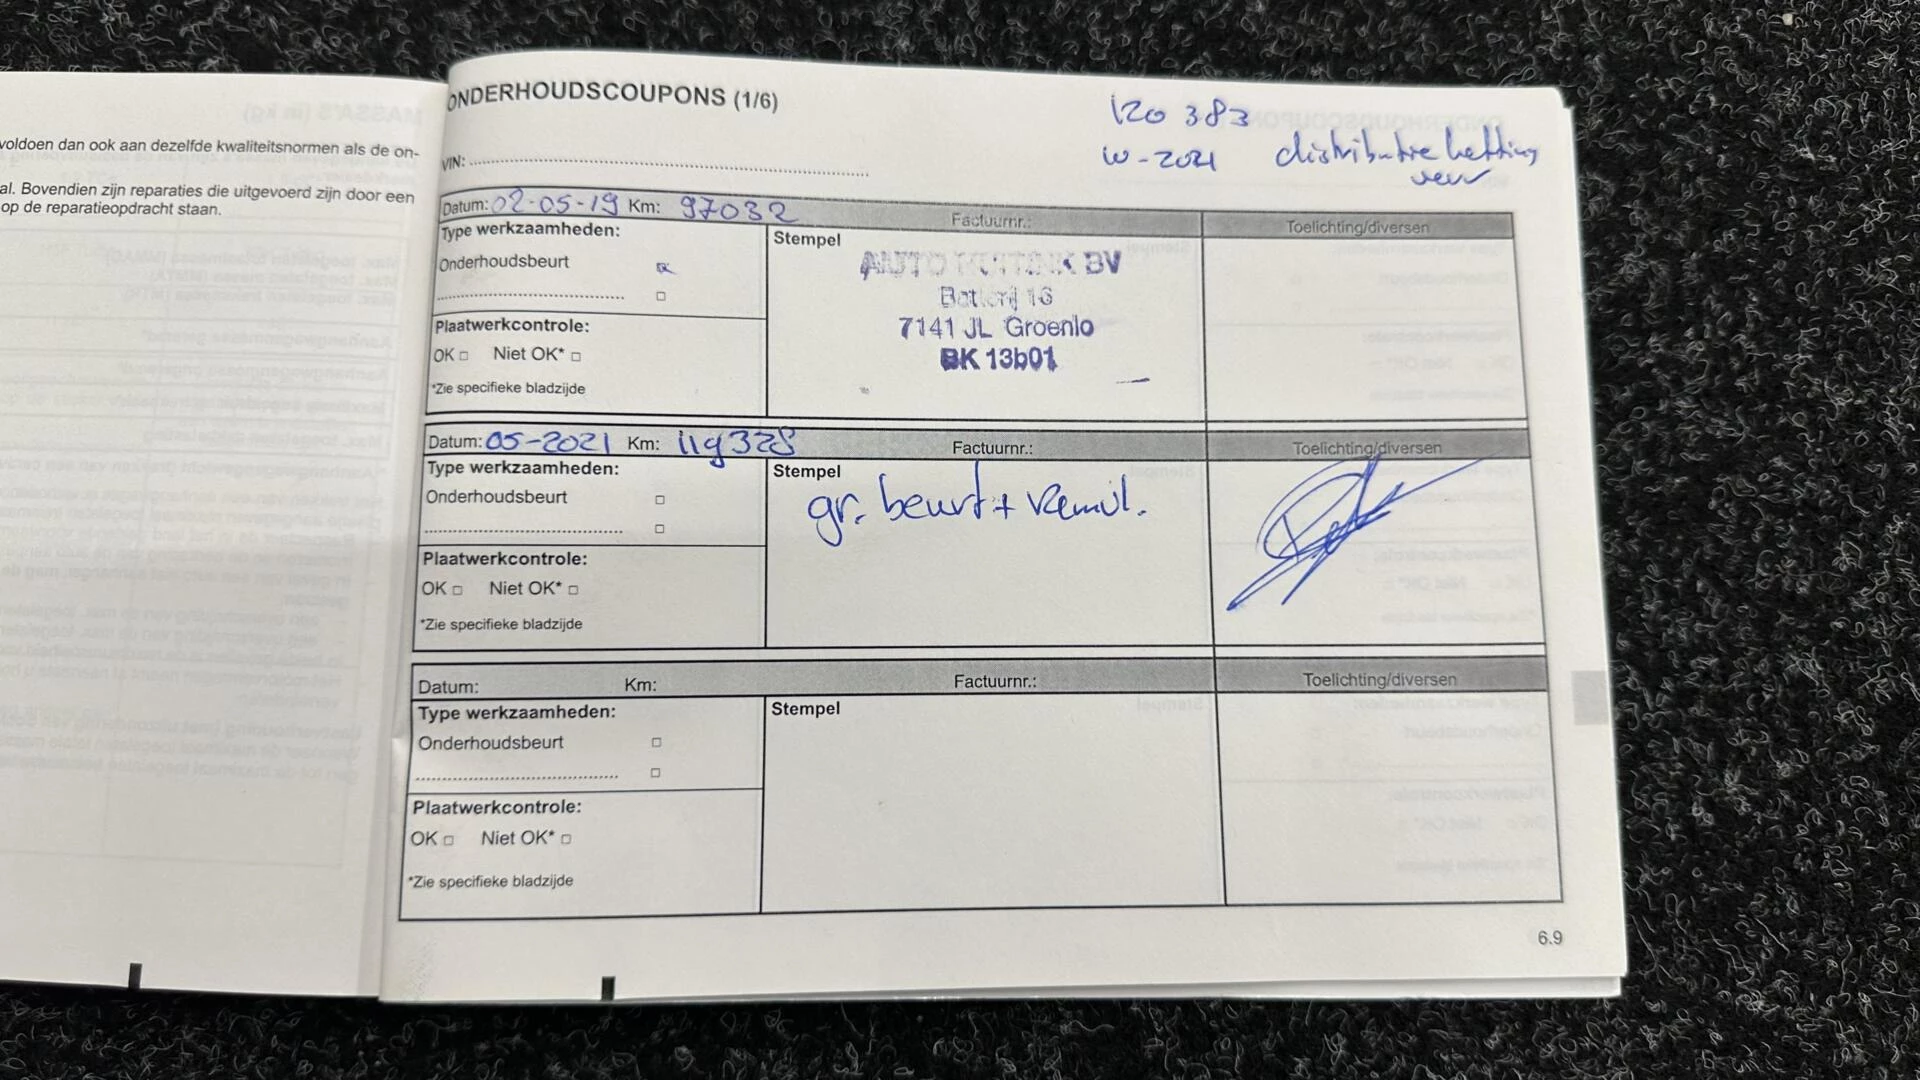 voldoen dan ook aan dezelfde kwaliteitsnormen als de on-
al. Bovendien zijn reparaties die uitgevoerd zijn door een
op de reparatieopdracht staan.
ONDERHOUDSCOUPONS (1/6)
120 383
-2021 distributie ketting
VIN:
Datum: 02-05-19 Km: 97032 Factuurnr.: Toelichting/diversen
Type werkzaamheden:
Stempel
Onderhoudsbeurt
AUTO BV
Batterij 16
7141 JL Groenlo
BK 13b01
Plaatwerkcontrole:
OK Niet OK*
*Zie specifieke bladzijde
Datum: 05-2021 Km: 119328 Factuurnr.: Toelichting/diversen
Type werkzaamheden:
Stempel
Onderhoudsbeurt
gr. beurt + Remvl.
Plaatwerkcontrole:
OK Niet OK*
*Zie specifieke bladzijde
Datum: Km: Factuurnr.: Toelichting/diversen
Type werkzaamheden:
Stempel
Onderhoudsbeurt
Plaatwerkcontrole:
OK Niet OK*
*Zie specifieke bladzijde
6.9